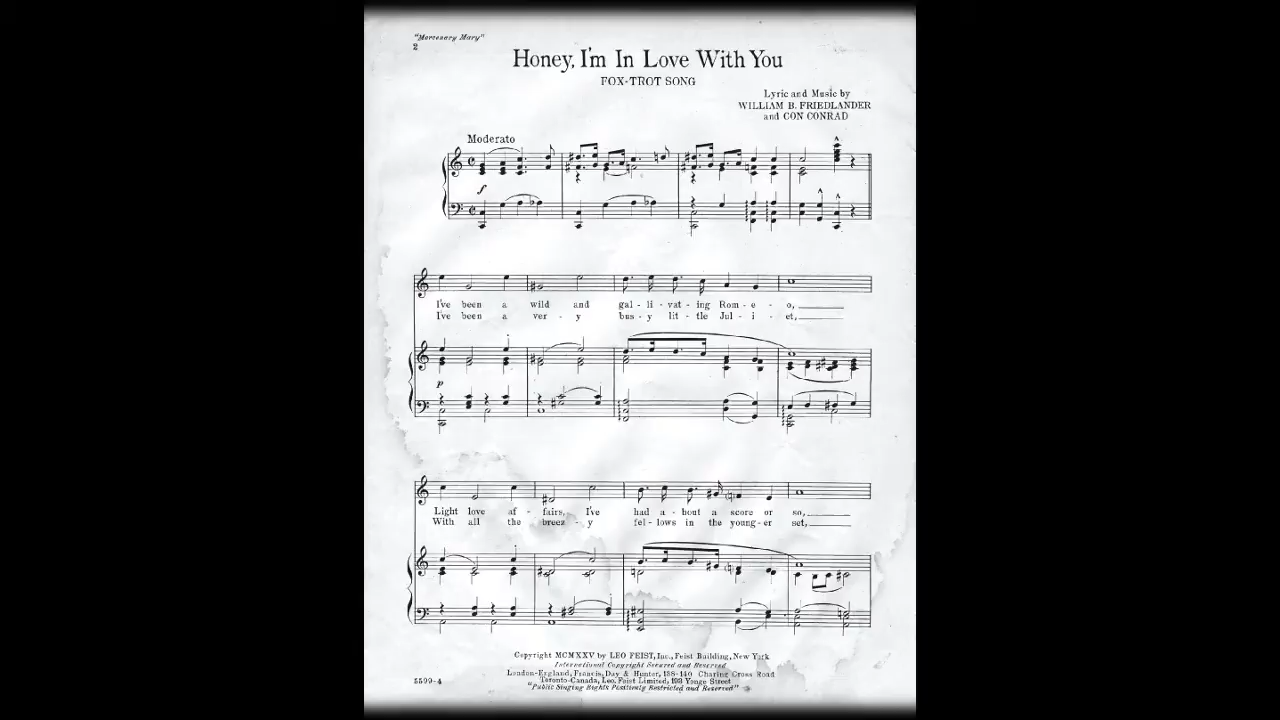 "Mercenary Mary"
2
Honey, I'm In Love With You
FOX-TROT SONG
Lyric and Music by
WILLIAM B. FRIEDLANDER
and CON CONRAD
Moderato
f
I've been a wild and gal - li - vat - ing Rom - e - o,
I've been a ver - y bus - y lit - tle Jul - i - et,
p
Light love af - fairs, I've had a - bout a score or so,
With all the breez - y fel - lows in the young - er set,
Copyright MCMXXV by LEO FEIST, Inc., Feist Building, New York
International Copyright Secured and Reserved
London-England, Francis, Day & Hunter, 138-140 Charing Cross Road
Toronto-Canada, Leo. Feist Limited, 193 Yonge Street
"Public Singing Rights Positively Restricted and Reserved"
5599-4